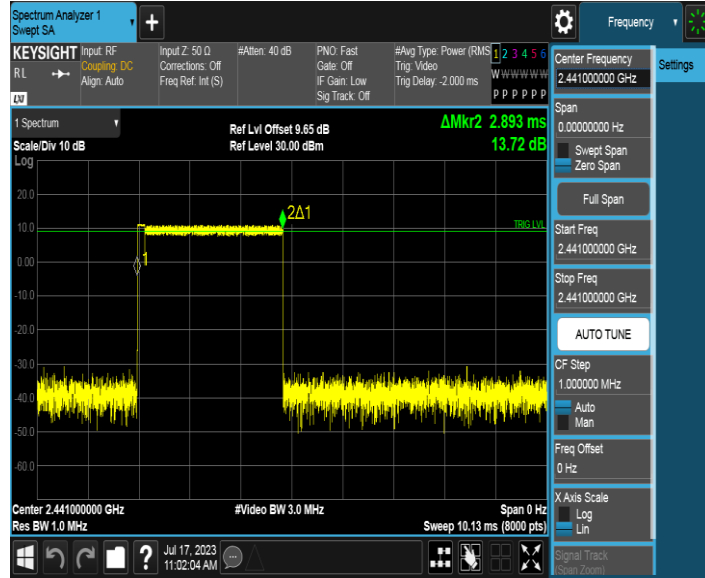 Spectrum Analyzer 1
Swept SA
+
Frequency
KEYSIGHT
RL
LXI
Input: RF
Coupling: DC
Align: Auto
Input Z: 50 Ω
Corrections: Off
Freq Ref: Int (S)
#Atten: 40 dB
PNO: Fast
Gate: Off
IF Gain: Low
Sig Track: Off
#Avg Type: Power (RMS
Trig: Video
Trig Delay: -2.000 ms
1 2 3 4 5 6
W W W W W W
P P P P P P
1 Spectrum
Scale/Div 10 dB
Log
Ref Lvl Offset 9.65 dB
Ref Level 30.00 dBm
ΔMkr2 2.893 ms
13.72 dB
20.0
10.0
0.00
-10.0
-20.0
-30.0
-40.0
-50.0
-60.0
2Δ1
1
TRIG LVL
Center 2.441000000 GHz
Res BW 1.0 MHz
#Video BW 3.0 MHz
Span 0 Hz
Sweep 10.13 ms (8000 pts)
Jul 17, 2023
11:02:04 AM
?
Center Frequency
2.441000000 GHz
Span
0.00000000 Hz
Swept Span
Zero Span
Full Span
Start Freq
2.441000000 GHz
Stop Freq
2.441000000 GHz
AUTO TUNE
CF Step
1.000000 MHz
Auto
Man
Freq Offset
0 Hz
X Axis Scale
Log
Lin
Signal Track
(Span Zoom)
Settings